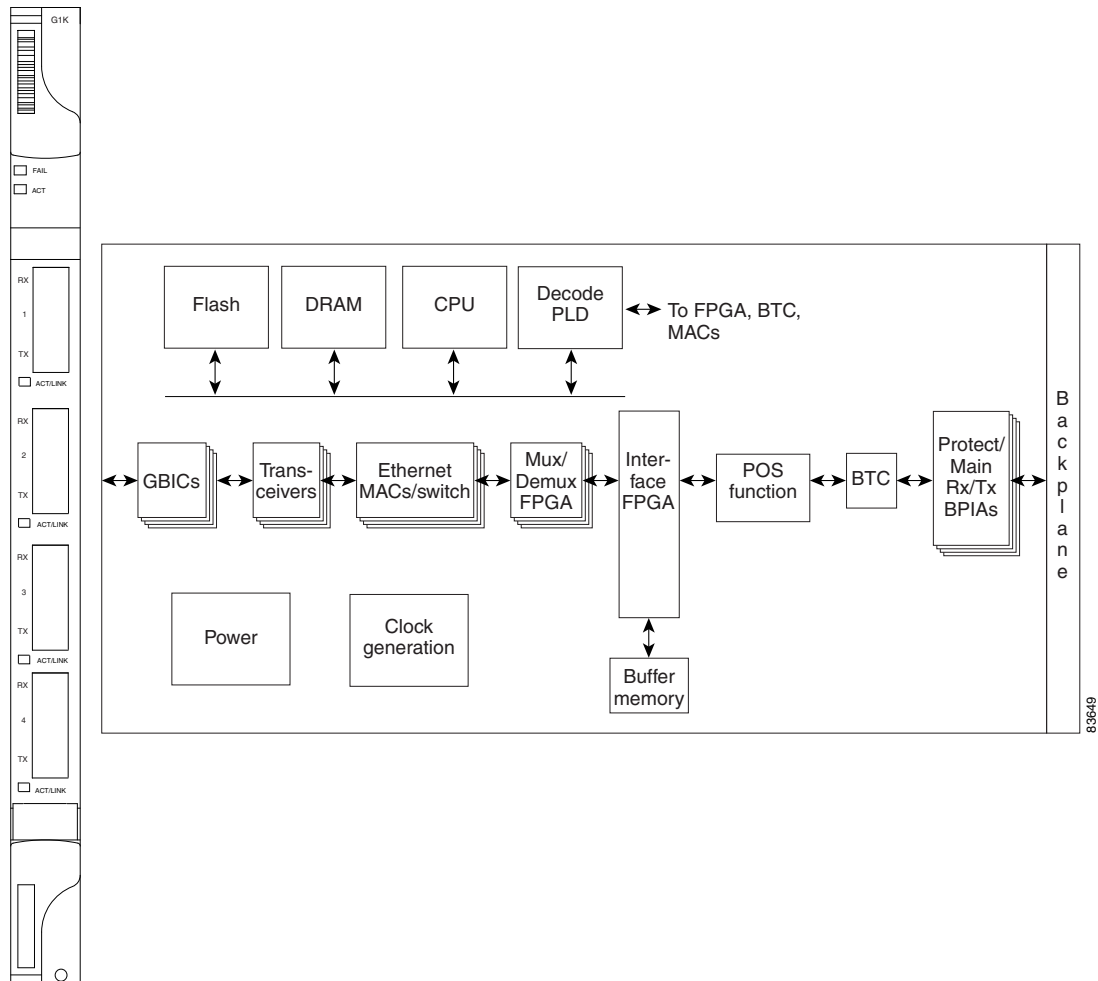 G1K
FAIL
ACT
RX
1
TX
ACT/LINK
RX
2
TX
ACT/LINK
RX
3
TX
ACT/LINK
RX
4
TX
ACT/LINK
Flash
DRAM
CPU
Decode
PLD
To FPGA, BTC,
MACs
GBICs
Trans-
ceivers
Ethernet
MACs/switch
Mux/
Demux
FPGA
Inter-
face
FPGA
POS
function
BTC
Protect/
Main
Rx/Tx
BPIAs
Backplane
Power
Clock
generation
Buffer
memory
83649